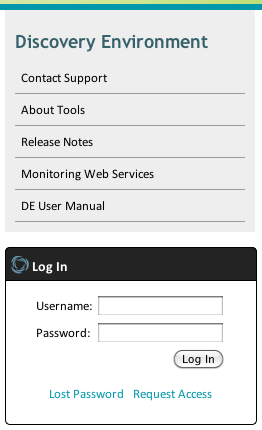 Discovery Environment
Contact Support
About Tools
Release Notes
Monitoring Web Services
DE User Manual
Log In
Username:
Password:
Log In
Lost Password Request Access